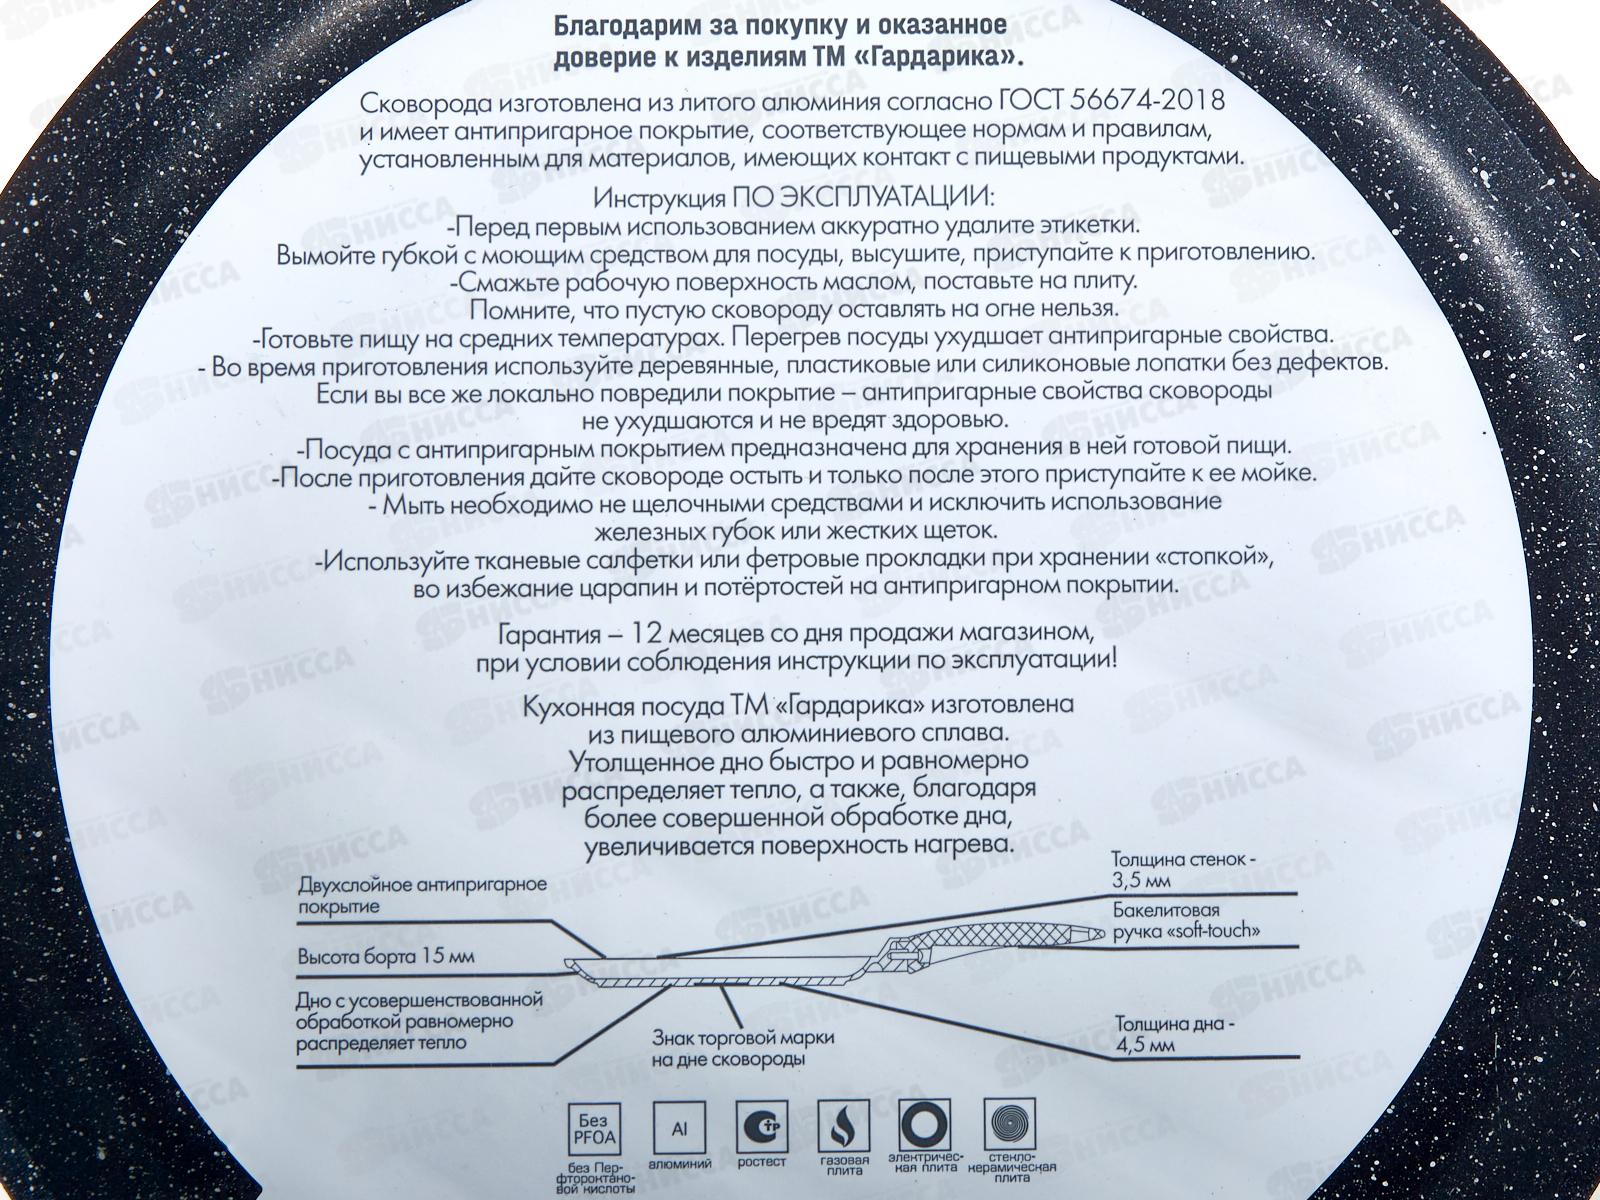 Благодарим за покупку и оказанное
доверие к изделиям ТМ «Гардарика».
Сковорода изготовлена из литого алюминия согласно ГОСТ 56674-2018
и имеет антипригарное покрытие, соответствующее нормам и правилам,
установленным для материалов, имеющих контакт с пищевыми продуктами.
Инструкция ПО ЭКСПЛУАТАЦИИ:
-Перед первым использованием аккуратно удалите этикетки.
Вымойте губкой с моющим средством для посуды, высушите, приступайте к приготовлению.
-Смажьте рабочую поверхность маслом, поставьте на плиту.
Помните, что пустую сковороду оставлять на огне нельзя.
-Готовьте пищу на средних температурах. Перегрев посуды ухудшает антипригарные свойства.
- Во время приготовления используйте деревянные, пластиковые или силиконовые лопатки без дефектов.
Если вы все же локально повредили покрытие – антипригарные свойства сковороды
не ухудшаются и не вредят здоровью.
-Посуда с антипригарным покрытием предназначена для хранения в ней готовой пищи.
-После приготовления дайте сковороде остыть и только после этого приступайте к ее мойке.
- Мыть необходимо не щелочными средствами и исключить использование
железных губок или жестких щеток.
-Используйте тканевые салфетки или фетровые прокладки при хранении «стопкой»,
во избежание царапин и потёртостей на антипригарном покрытии.
Гарантия – 12 месяцев со дня продажи магазином,
при условии соблюдения инструкции по эксплуатации!
Кухонная посуда ТМ «Гардарика» изготовлена
из пищевого алюминиевого сплава.
Утолщенное дно быстро и равномерно
распределяет тепло, а также, благодаря
более совершенной обработке дна,
увеличивается поверхность нагрева.
Двухслойное антипригарное
покрытие
Высота борта 15 мм
Дно с усовершенствованной
обработкой равномерно
распределяет тепло
Знак торговой марки
на дне сковороды
Толщина стенок -
3,5 мм
Бакелитовая
ручка «soft-touch»
Толщина дна -
4,5 мм
Без
PFOA
без Пер-
фтороктано-
вой кислоты
Al
алюминий
тр
ростест
газовая
плита
электричес-
кая плита
стекло-
керамическая
плита
НИССА